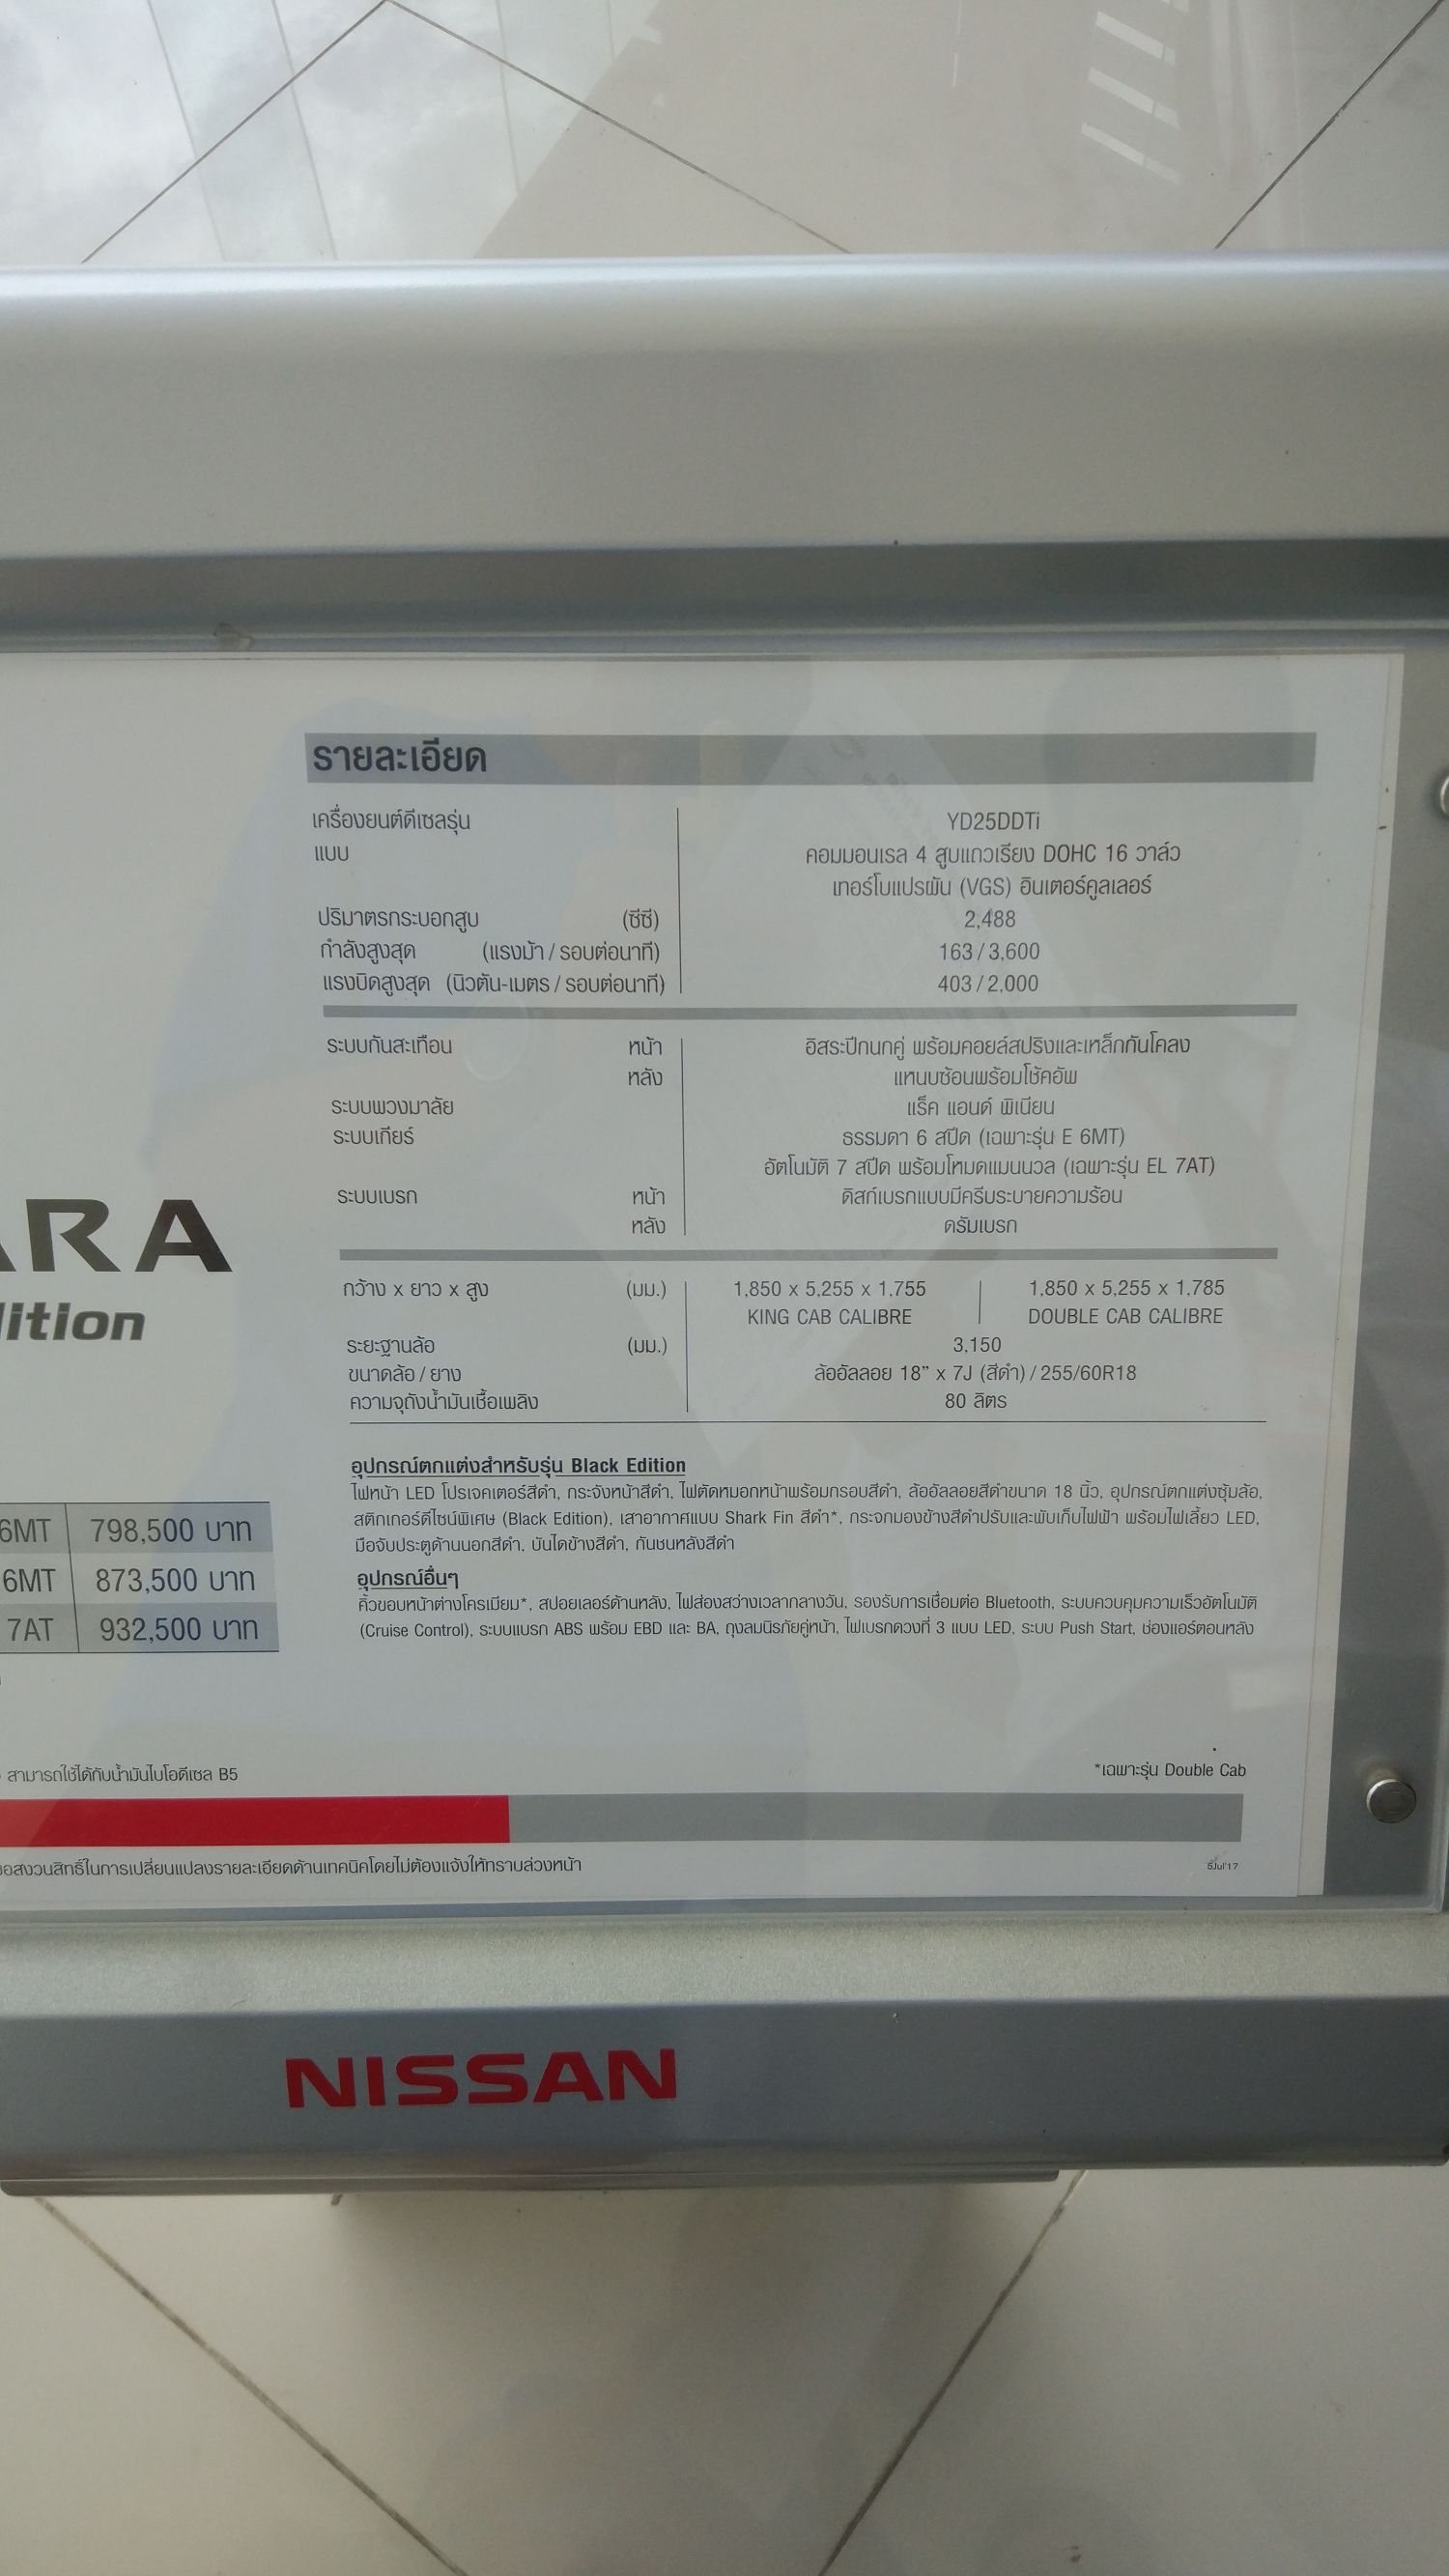 รายละเอียด
เครื่องยนต์ดีเซลรุ่น YD25DDTi
แบบ คอมมอนเรล 4 สูบแถวเรียง DOHC 16 วาล์ว
เทอร์โบแปรผัน (VGS) อินเตอร์คูลเลอร์
ปริมาตรกระบอกสูบ (ซีซี) 2,488
กำลังสูงสุด (แรงม้า / รอบต่อนาที) 163 / 3,600
แรงบิดสูงสุด (นิวตัน-เมตร / รอบต่อนาที) 403 / 2,000
ระบบกันสะเทือน หน้า อิสระปีกนกคู่ พร้อมคอยล์สปริงและเหล็กกันโคลง
หลัง แหนบซ้อนพร้อมโช้คอัพ
ระบบพวงมาลัย แร็ค แอนด์ พิเนียน
ระบบเกียร์ ธรรมดา 6 สปีด (เฉพาะรุ่น E 6MT)
อัตโนมัติ 7 สปีด พร้อมโหมดแมนนวล (เฉพาะรุ่น EL 7AT)
ระบบเบรก หน้า ดิสก์เบรกแบบมีครีบระบายความร้อน
หลัง ดรัมเบรก
ARA
lition
กว้าง x ยาว x สูง (มม.) 1,850 x 5,255 x 1,755 | 1,850 x 5,255 x 1,785
KING CAB CALIBRE DOUBLE CAB CALIBRE
ระยะฐานล้อ (มม.) 3,150
ขนาดล้อ / ยาง ล้ออัลลอย 18” x 7J (สีดำ) / 255/60R18
ความจุถังน้ำมันเชื้อเพลิง 80 ลิตร
อุปกรณ์ตกแต่งสำหรับรุ่น Black Edition
ไฟหน้า LED โปรเจคเตอร์สีดำ, กระจังหน้าสีดำ, ไฟตัดหมอกหน้าพร้อมกรอบสีดำ, ล้ออัลลอยสีดำขนาด 18 นิ้ว, อุปกรณ์ตกแต่งซุ้มล้อ,
สติกเกอร์ดีไซน์พิเศษ (Black Edition), เสาอากาศแบบ Shark Fin สีดำ*, กระจกมองข้างสีดำปรับและพับเก็บไฟฟ้า พร้อมไฟเลี้ยว LED,
มือจับประตูด้านนอกสีดำ, บันไดข้างสีดำ, กันชนหลังสีดำ
อุปกรณ์อื่นๆ
คิ้วขอบหน้าต่างโครเมียม*, สปอยเลอร์ด้านหลัง, ไฟส่องสว่างเวลากลางวัน, รองรับการเชื่อมต่อ Bluetooth, ระบบควบคุมความเร็วอัตโนมัติ
(Cruise Control), ระบบเบรก ABS พร้อม EBD และ BA, ถุงลมนิรภัยคู่หน้า, ไฟเบรกดวงที่ 3 แบบ LED, ระบบ Push Start, ช่องแอร์ตอนหลัง
6MT 798,500 บาท
6MT 873,500 บาท
7AT 932,500 บาท
สามารถใช้ได้กับน้ำมันไบโอดีเซล B5
*เฉพาะรุ่น Double Cab
ขอสงวนสิทธิ์ในการเปลี่ยนแปลงรายละเอียดด้านเทคนิคโดยไม่ต้องแจ้งให้ทราบล่วงหน้า
NISSAN